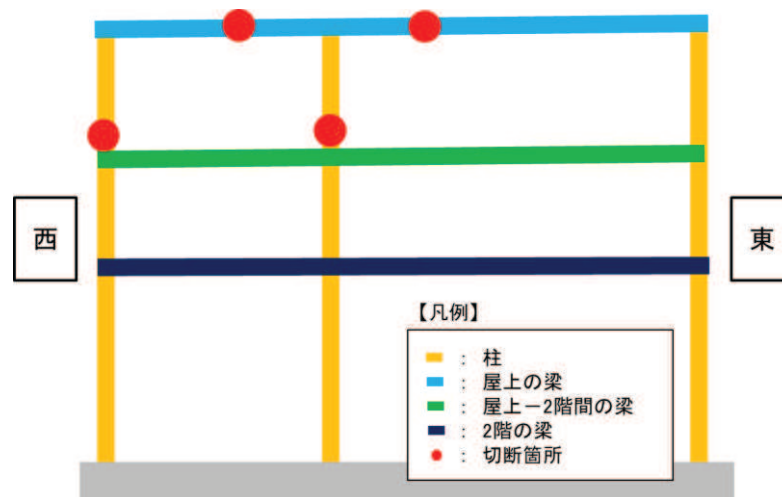 西
東
【凡例】
： 柱
： 屋上の梁
： 屋上－2階間の梁
： 2階の梁
： 切断箇所